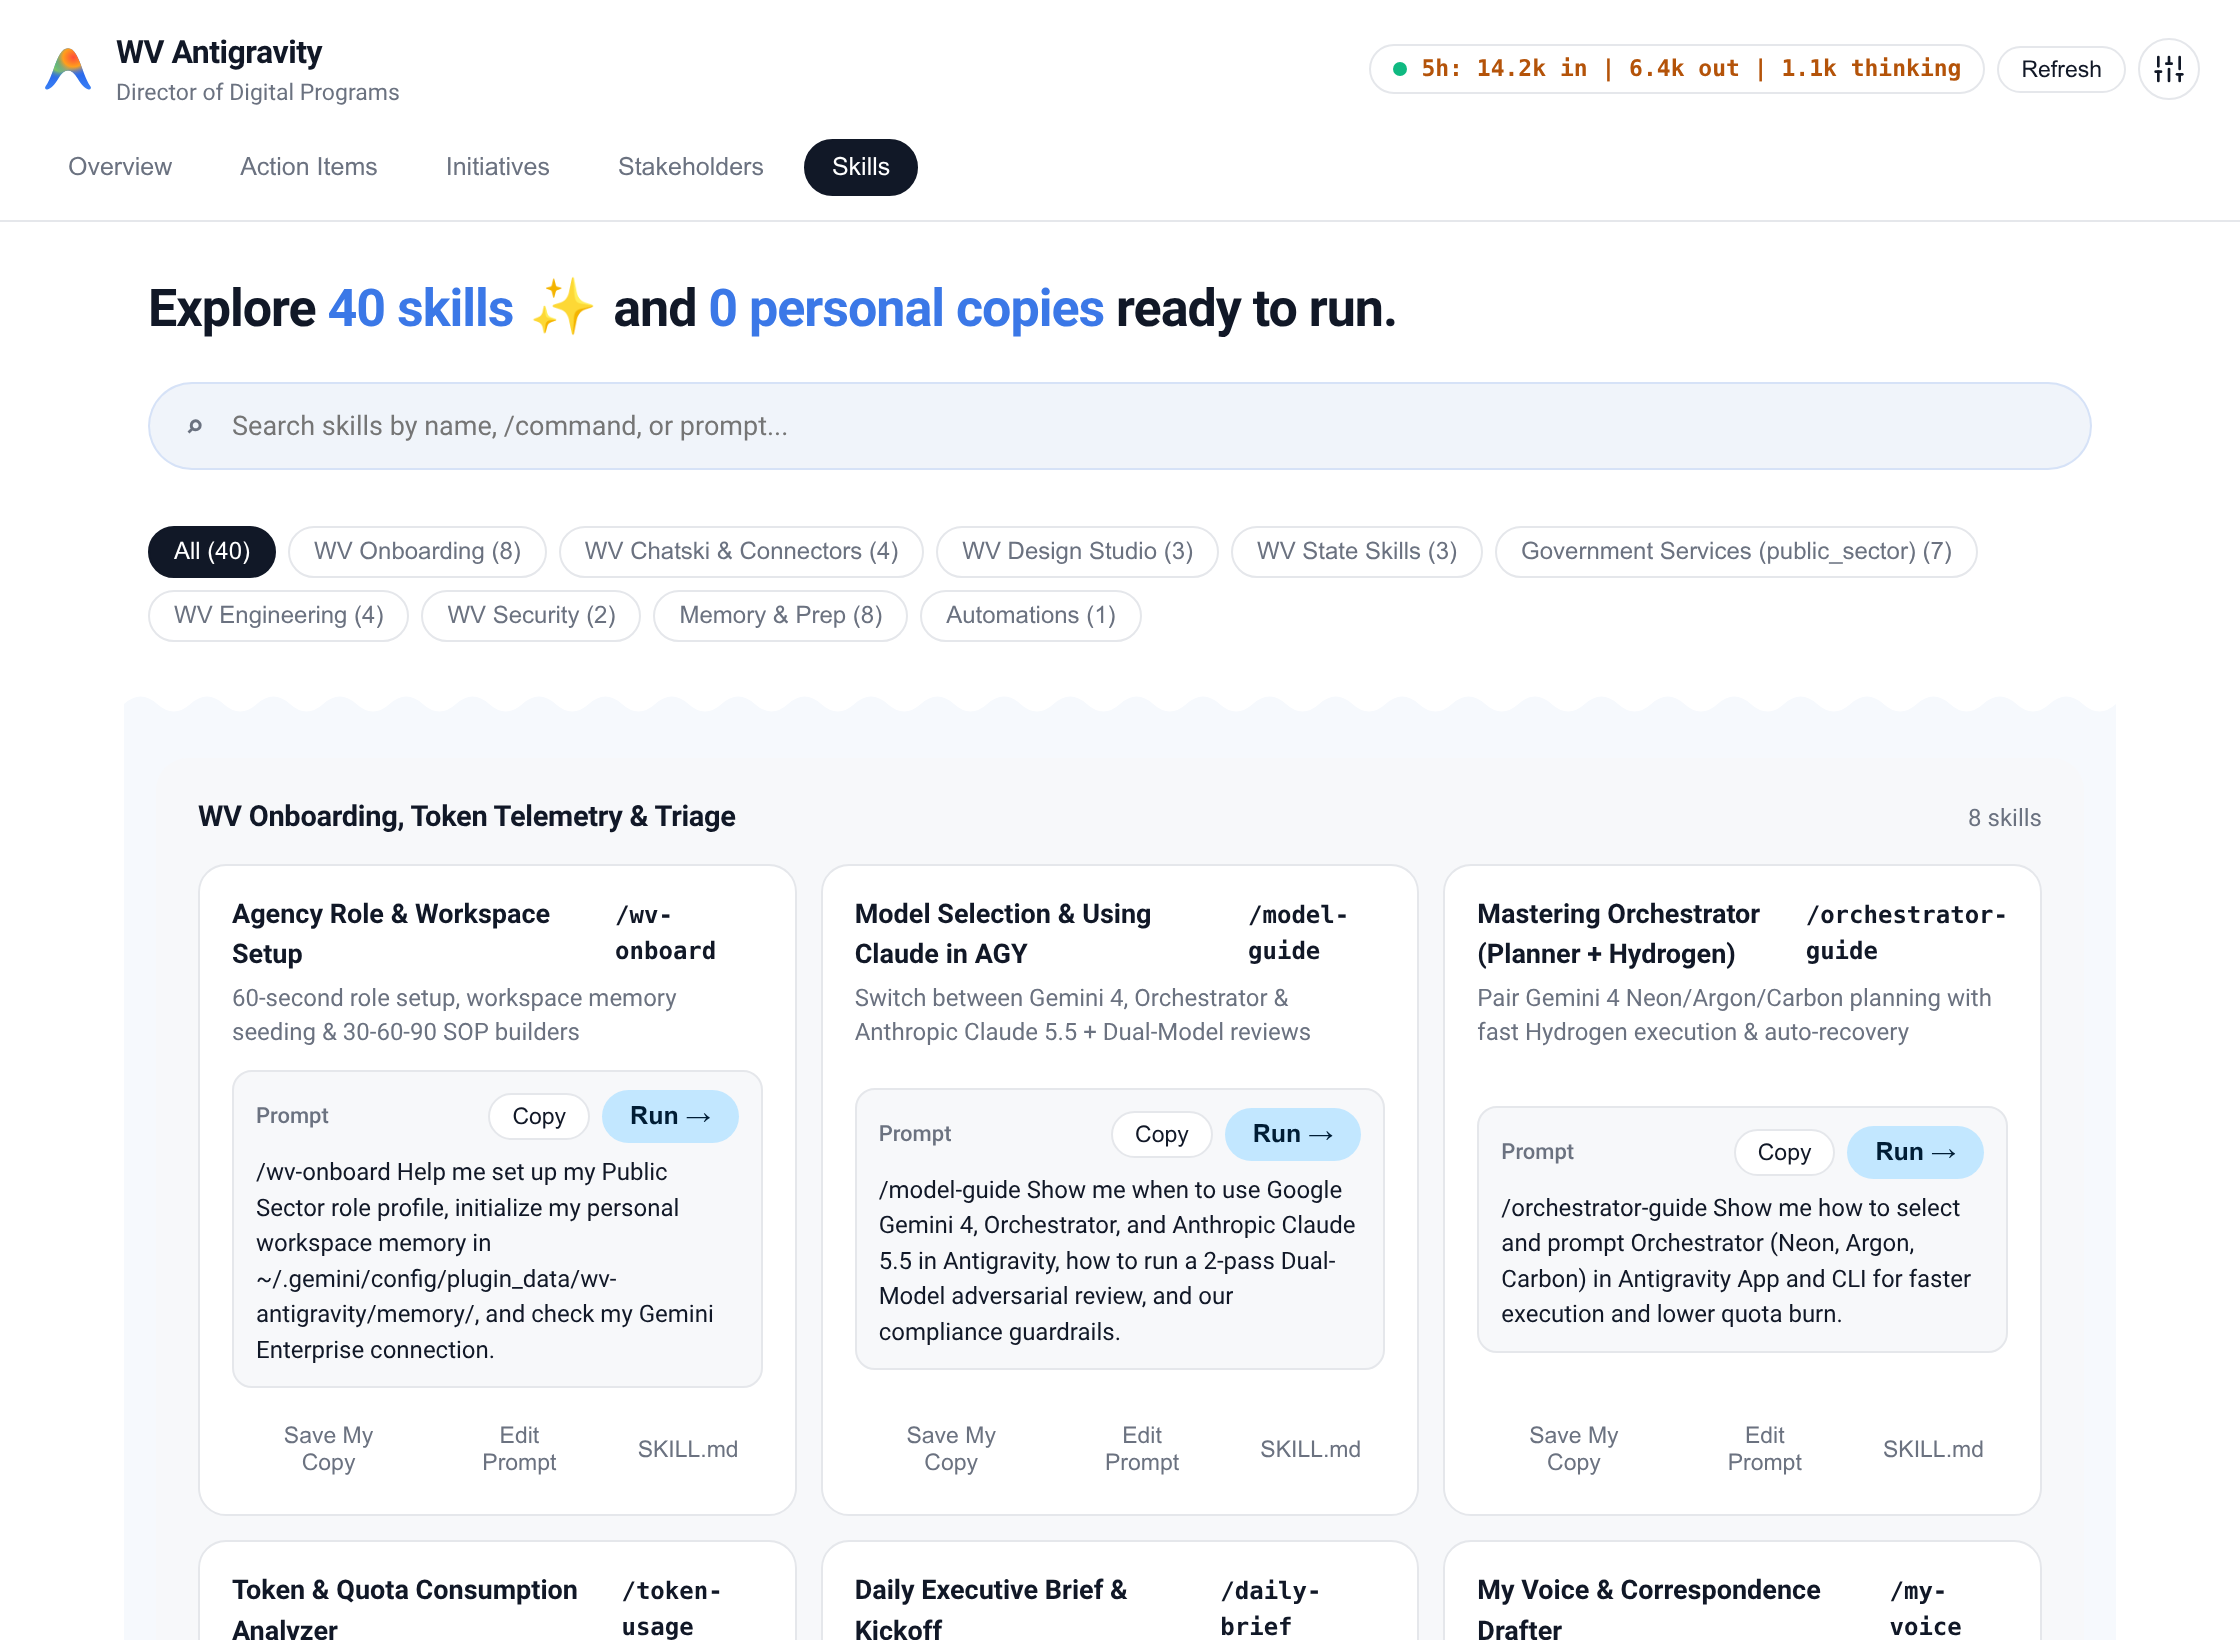 WV Antigravity
Director of Digital Programs
5h: 14.2k in | 6.4k out | 1.1k thinking
Refresh
Overview
Action Items
Initiatives
Stakeholders
Skills
Explore 40 skills ✨ and 0 personal copies ready to run.
Search skills by name, /command, or prompt...
All (40)
WV Onboarding (8)
WV Chatski & Connectors (4)
WV Design Studio (3)
WV State Skills (3)
Government Services (public_sector) (7)
WV Engineering (4)
WV Security (2)
Memory & Prep (8)
Automations (1)
WV Onboarding, Token Telemetry & Triage
8 skills
Agency Role & Workspace
Setup
/wv-
onboard
60-second role setup, workspace memory
seeding & 30-60-90 SOP builders
Prompt
Copy
Run →
/wv-onboard Help me set up my Public
Sector role profile, initialize my personal
workspace memory in
~/.gemini/config/plugin_data/wv-
antigravity/memory/, and check my Gemini
Enterprise connection.
Save My
Copy
Edit
Prompt
SKILL.md
Model Selection & Using
Claude in AGY
/model-
guide
Switch between Gemini 4, Orchestrator &
Anthropic Claude 5.5 + Dual-Model reviews
Prompt
Copy
Run →
/model-guide Show me when to use Google
Gemini 4, Orchestrator, and Anthropic Claude
5.5 in Antigravity, how to run a 2-pass Dual-
Model adversarial review, and our
compliance guardrails.
Save My
Copy
Edit
Prompt
SKILL.md
Mastering Orchestrator
(Planner + Hydrogen)
/orchestrator-
guide
Pair Gemini 4 Neon/Argon/Carbon planning with
fast Hydrogen execution & auto-recovery
Prompt
Copy
Run →
/orchestrator-guide Show me how to select
and prompt Orchestrator (Neon, Argon,
Carbon) in Antigravity App and CLI for faster
execution and lower quota burn.
Save My
Copy
Edit
Prompt
SKILL.md
Token & Quota Consumption
Analyzer
/token-
usage
Daily Executive Brief &
Kickoff
/daily-
brief
My Voice & Correspondence
Drafter
/my-
voice